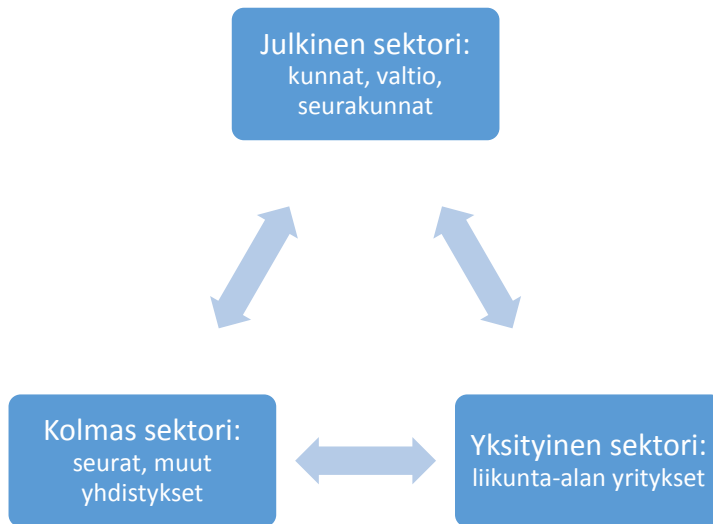 Julkinen sektori:
kunnat, valtio,
seurakunnat
Kolmas sektori:
seurat, muut
yhdistykset
Yksityinen sektori:
liikunta-alan yritykset